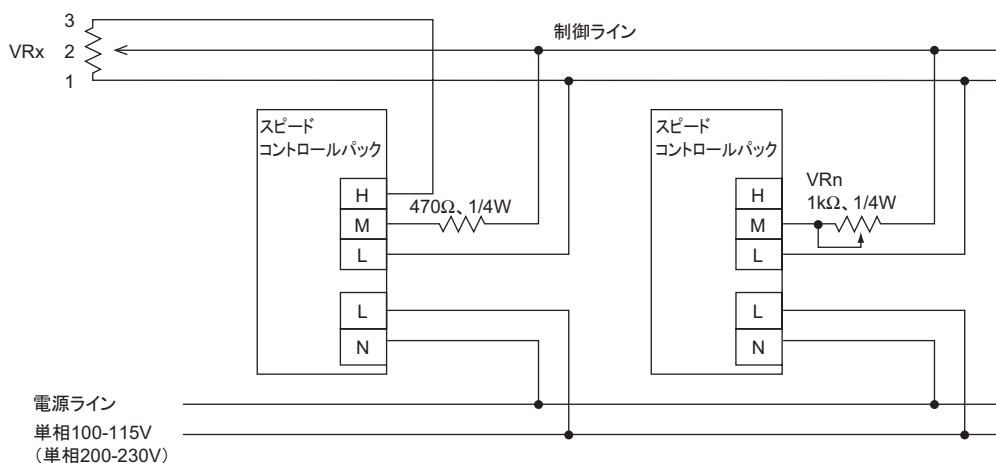 3
VRx 2
1
制御ライン
スピード
コントロールパック
H
M
L
L
N
470Ω、1/4W
スピード
コントロールパック
H
M
L
L
N
VRn
1kΩ、1/4W
電源ライン
単相100-115V
（単相200-230V）